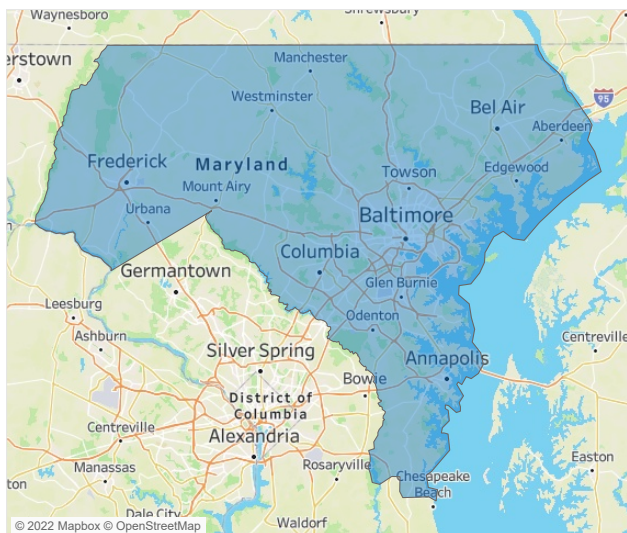 Waynesboro
Shrewsbury
erstown
Manchester
Westminster
95
Bel Air
Aberdeen
Frederick
Maryland
Towson
Edgewood
Mount Airy
Urbana
Baltimore
Columbia
Germantown
Glen Burnie
Leesburg
Odenton
Ashburn
Centreville
Silver Spring
Annapolis
Bowie
District of
Columbia
Centreville
Alexandria
Easton
Manassas
Rosaryville
Chesapeake
Beach
ton
Dale City
Waldorf
© 2022 Mapbox © OpenStreetMap